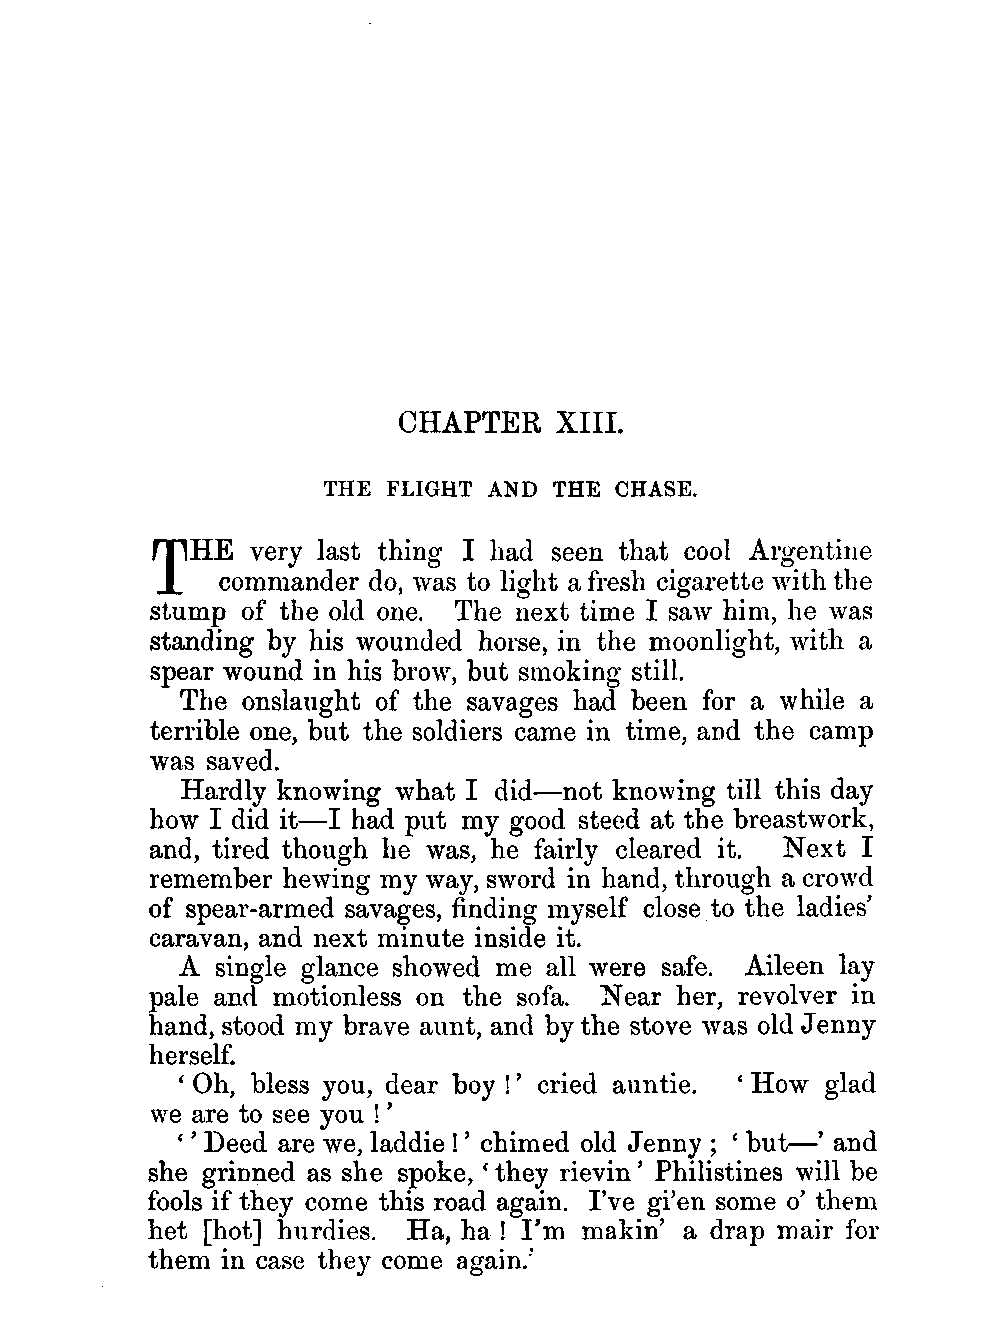 CHAPTER XIII.
THE FLIGHT AND THE CHASE.
THE very last thing I had seen that cool Argentine
commander do, was to light a fresh cigarette with the
stump of the old one. The next time I saw him, he was
standing by his wounded horse, in the moonlight, with a
spear wound in his brow, but smoking still.
The onslaught of the savages had been for a while a
terrible one, but the soldiers came in time, and the camp
was saved.
Hardly knowing what I did—not knowing till this day
how I did it—I had put my good steed at the breastwork,
and, tired though he was, he fairly cleared it. Next I
remember hewing my way, sword in hand, through a crowd
of spear-armed savages, finding myself close to the ladies'
caravan, and next minute inside it.
A single glance showed me all were safe. Aileen lay
pale and motionless on the sofa. Near her, revolver in
hand, stood my brave aunt, and by the stove was old Jenny
herself.
‘Oh, bless you, dear boy!’ cried auntie. ‘How glad
we are to see you!’
‘’Deed are we, laddie!’ chimed old Jenny; ‘but—’ and
she grinned as she spoke, ‘they rievin’ Philistines will be
fools if they come this road again. I’ve gi’en some o’ them
het [hot] hurdies. Ha, ha! I’m makin’ a drap mair for
them in case they come again.’